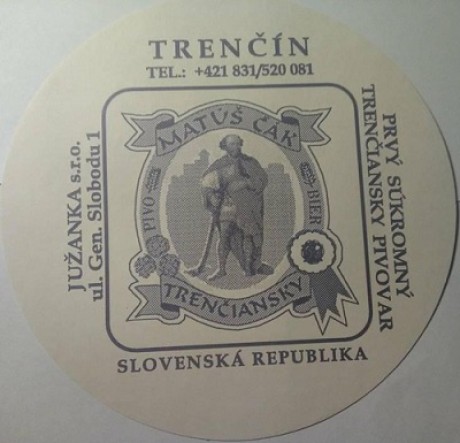 TRENČÍN
TEL.: +421 831/520 081
JUŽANKA s.r.o.
ul. Gen. Slobodu 1
MATÚŠ ČÁK
PIVO
BIER
TRENČIANSKY
PRVÝ SÚKROMNÝ
TRENČIANSKY PIVOVAR
SLOVENSKÁ REPUBLIKA